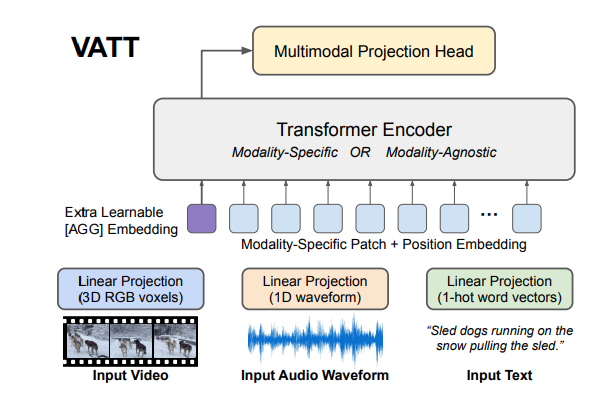 VATT
Multimodal Projection Head
Transformer Encoder
Modality-Specific OR Modality-Agnostic
Extra Learnable
[AGG] Embedding
...
Modality-Specific Patch + Position Embedding
Linear Projection
(3D RGB voxels)
Linear Projection
(1D waveform)
Linear Projection
(1-hot word vectors)
“Sled dogs running on the
snow pulling the sled.”
Input Video
Input Audio Waveform
Input Text